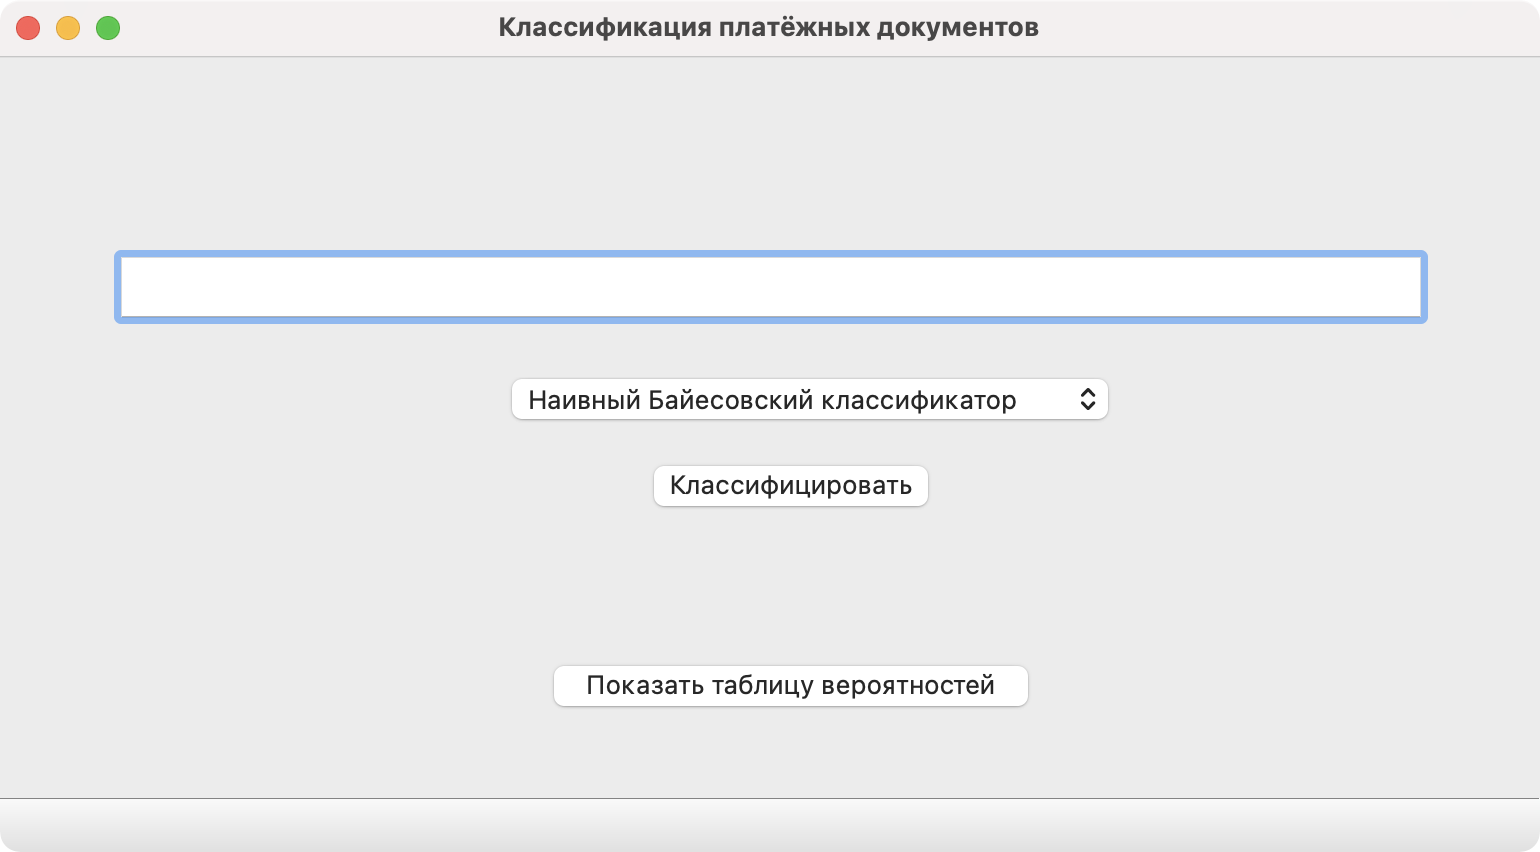 Классификация платёжных документов
Наивный Байесовский классификатор
Классифицировать
Показать таблицу вероятностей